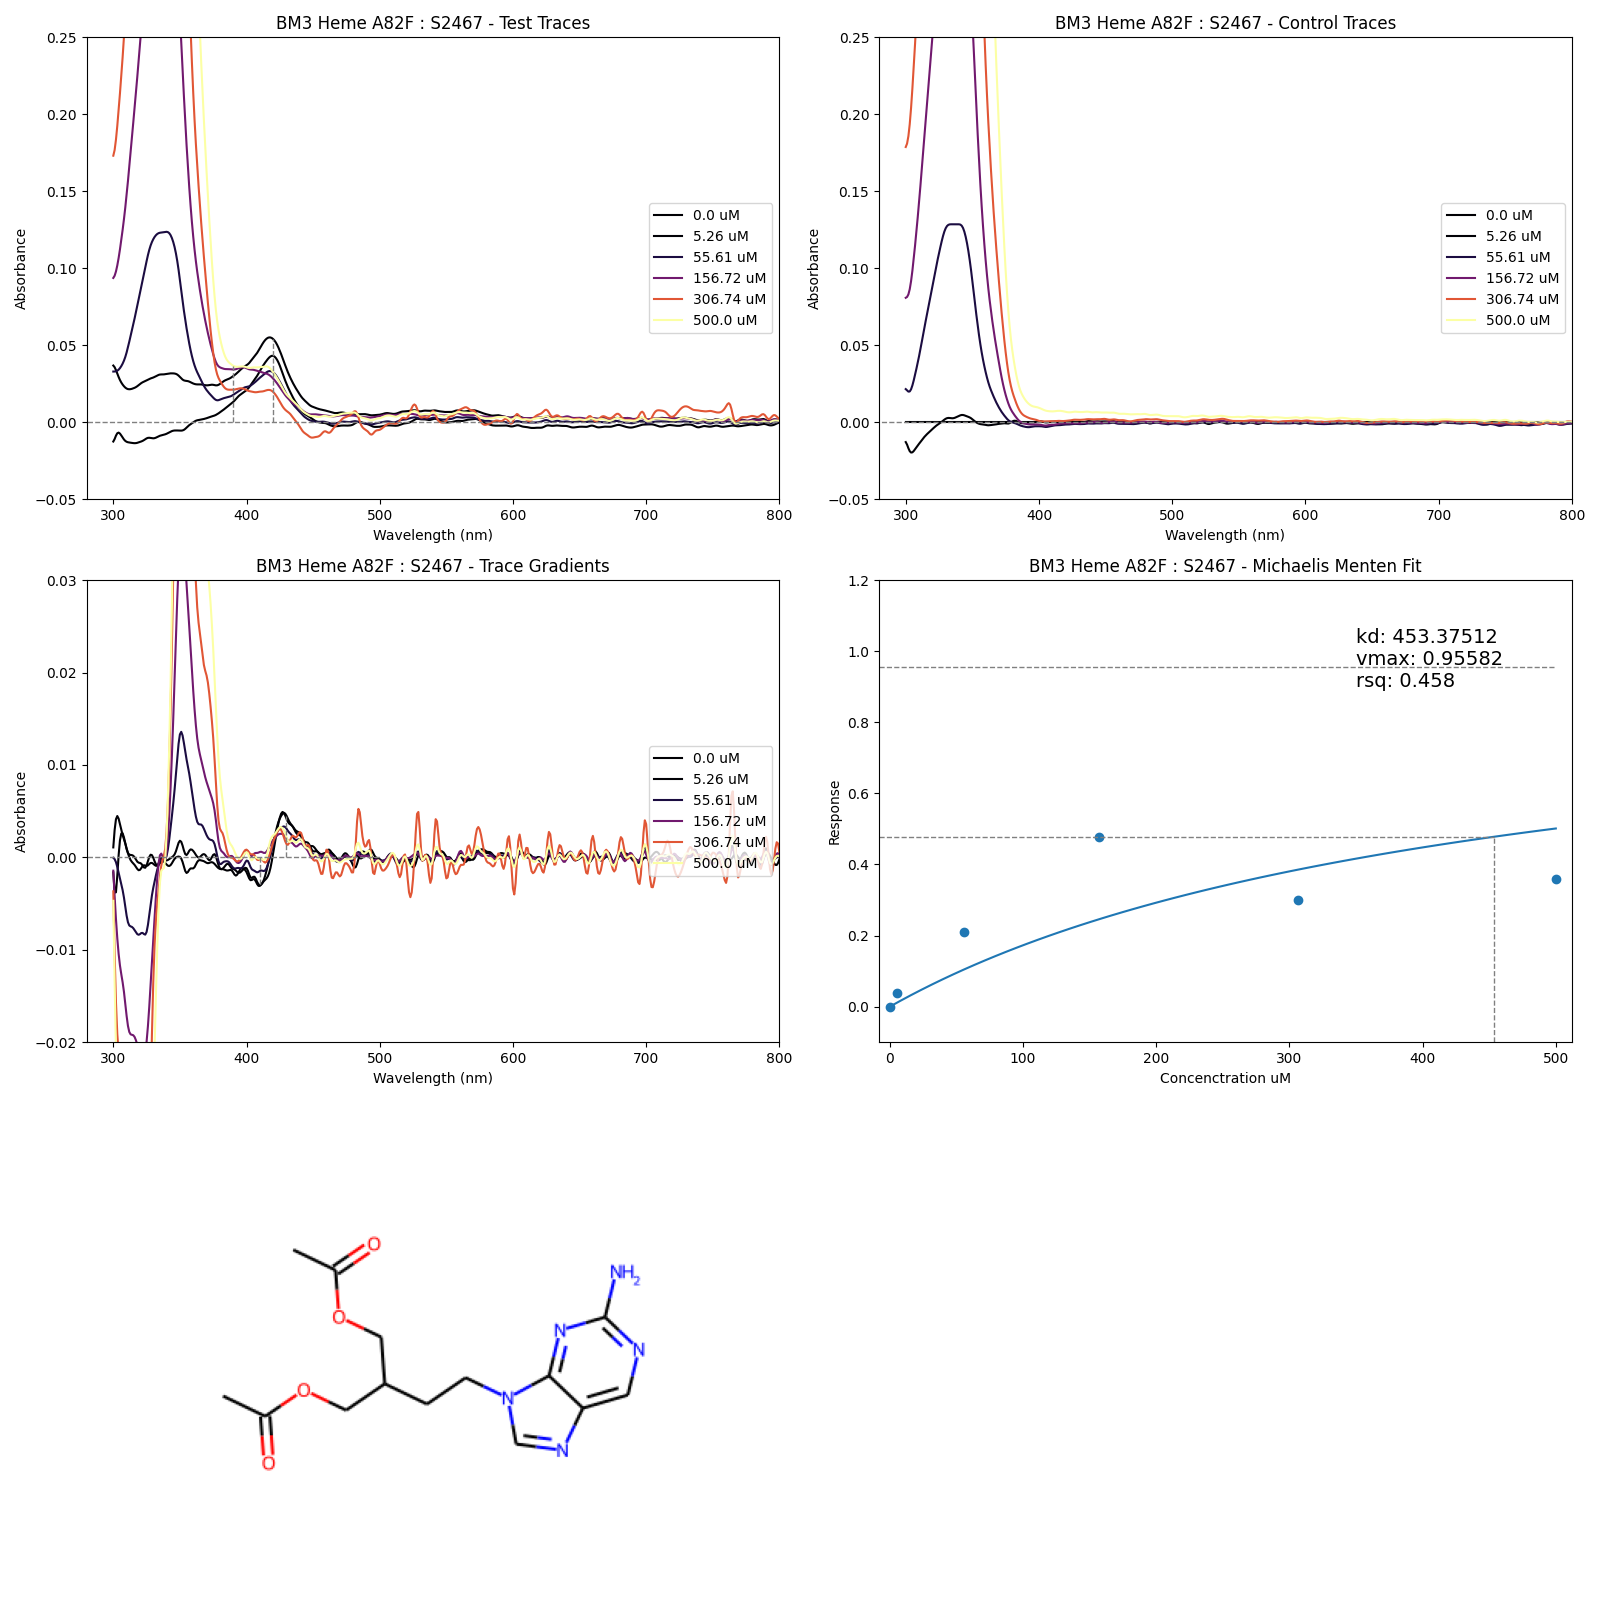 BM3 Heme A82F : S2467 - Test Traces
Absorbance
0.25
0.20
0.15
0.10
0.05
0.00
−0.05
0.0 uM
5.26 uM
55.61 uM
156.72 uM
306.74 uM
500.0 uM
300 400 500 600 700 800
Wavelength (nm)
BM3 Heme A82F : S2467 - Control Traces
Absorbance
0.25
0.20
0.15
0.10
0.05
0.00
−0.05
0.0 uM
5.26 uM
55.61 uM
156.72 uM
306.74 uM
500.0 uM
300 400 500 600 700 800
Wavelength (nm)
BM3 Heme A82F : S2467 - Trace Gradients
Absorbance
0.03
0.02
0.01
0.00
−0.01
−0.02
0.0 uM
5.26 uM
55.61 uM
156.72 uM
306.74 uM
500.0 uM
300 400 500 600 700 800
Wavelength (nm)
BM3 Heme A82F : S2467 - Michaelis Menten Fit
Response
1.2
1.0
0.8
0.6
0.4
0.2
0.0
kd: 453.37512
vmax: 0.95582
rsq: 0.458
0 100 200 300 400 500
Concenctration uM
O
NH2
O
N
N
O
N
O
N